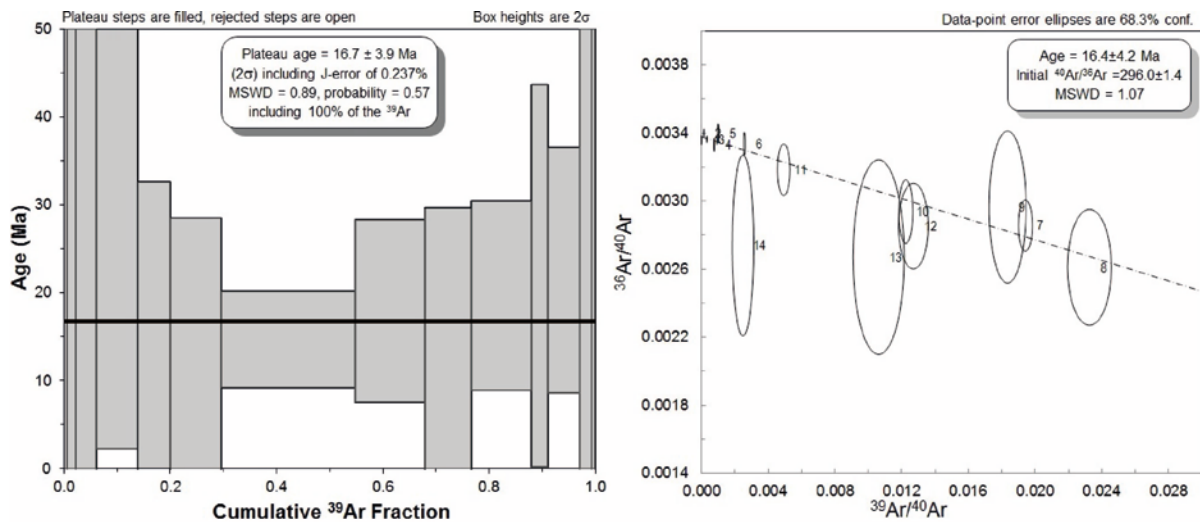 Plateau steps are filled, rejected steps are open
Box heights are 2σ
Plateau age = 16.7 ± 3.9 Ma
(2σ) including J-error of 0.237%
MSWD = 0.89, probability = 0.57
including 100% of the ³⁹Ar
Age (Ma)
50
40
30
20
10
0
0.0
0.2
0.4
0.6
0.8
1.0
Cumulative ³⁹Ar Fraction
Data-point error ellipses are 68.3% conf.
Age = 16.4±4.2 Ma
Initial ⁴⁰Ar/³⁶Ar =296.0±1.4
MSWD = 1.07
³⁶Ar/⁴⁰Ar
0.0038
0.0034
0.0030
0.0026
0.0022
0.0018
0.0014
4
5
6
11
14
10
12
13
9
7
8
0.000
0.004
0.008
0.012
0.016
0.020
0.024
0.028
³⁹Ar/⁴⁰Ar